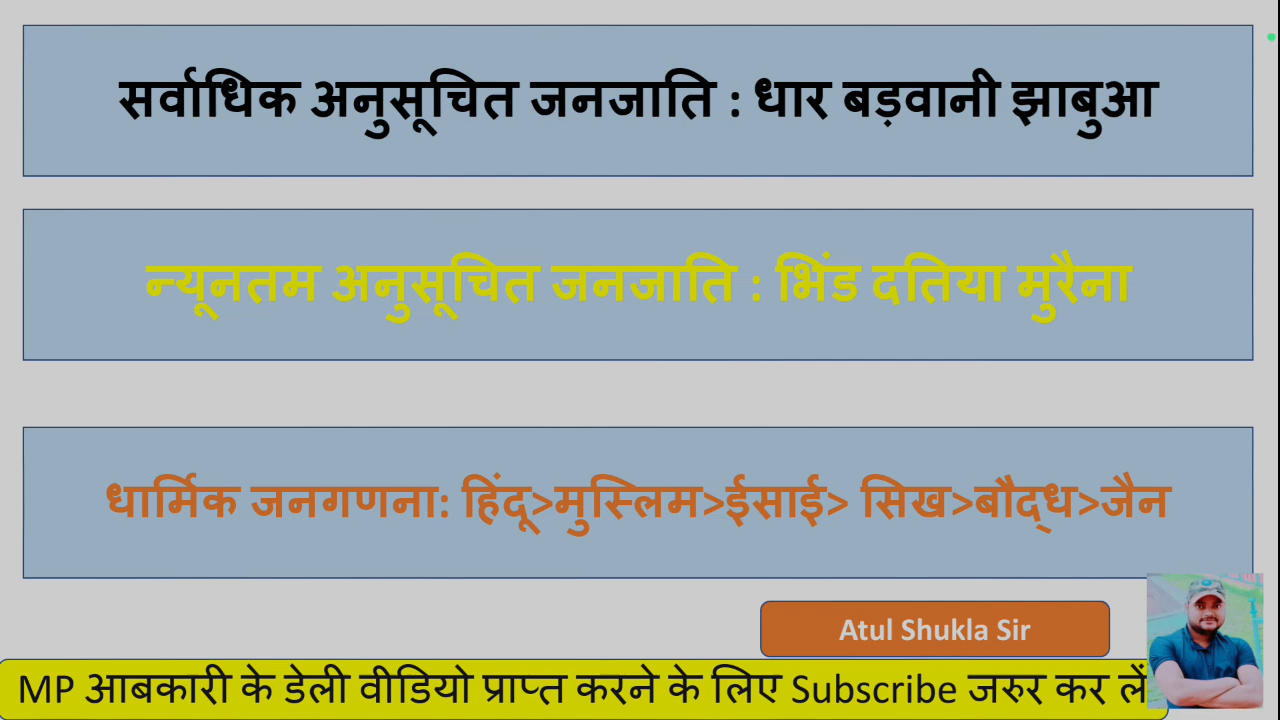 सर्वाधिक अनुसूचित जनजाति : धार बड़वानी झाबुआ
न्यूनतम अनुसूचित जनजाति : भिंड दतिया मुरैना
धार्मिक जनगणना: हिंदू>मुस्लिम>ईसाई> सिख>बौद्ध>जैन
Atul Shukla Sir
MP आबकारी के डेली वीडियो प्राप्त करने के लिए Subscribe जरुर कर लें